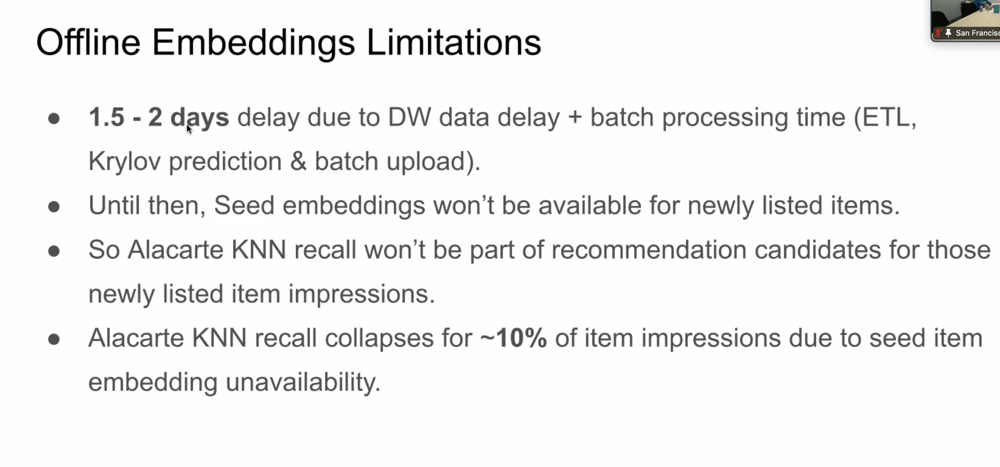 Offline Embeddings Limitations
San Francisc
● 1.5 - 2 days delay due to DW data delay + batch processing time (ETL,
Krylov prediction & batch upload).
● Until then, Seed embeddings won’t be available for newly listed items.
● So Alacarte KNN recall won’t be part of recommendation candidates for those
newly listed item impressions.
● Alacarte KNN recall collapses for ~10% of item impressions due to seed item
embedding unavailability.